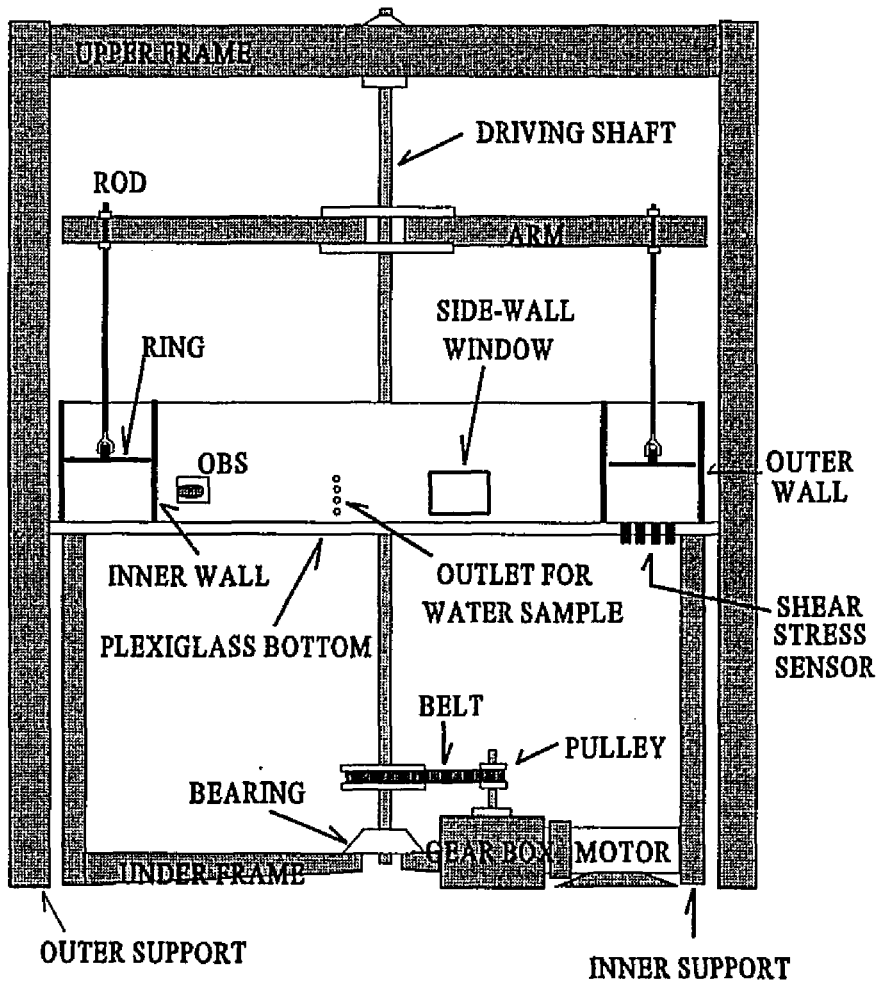 UPPER FRAME
DRIVING SHAFT
ROD
ARM
SIDE-WALL
WINDOW
RING
OBS
OUTER
WALL
INNER WALL
OUTLET FOR
WATER SAMPLE
PLEXIGLASS BOTTOM
SHEAR
STRESS
SENSOR
BELT
PULLEY
BEARING
GEAR BOX
MOTOR
UNDER FRAME
OUTER SUPPORT
INNER SUPPORT